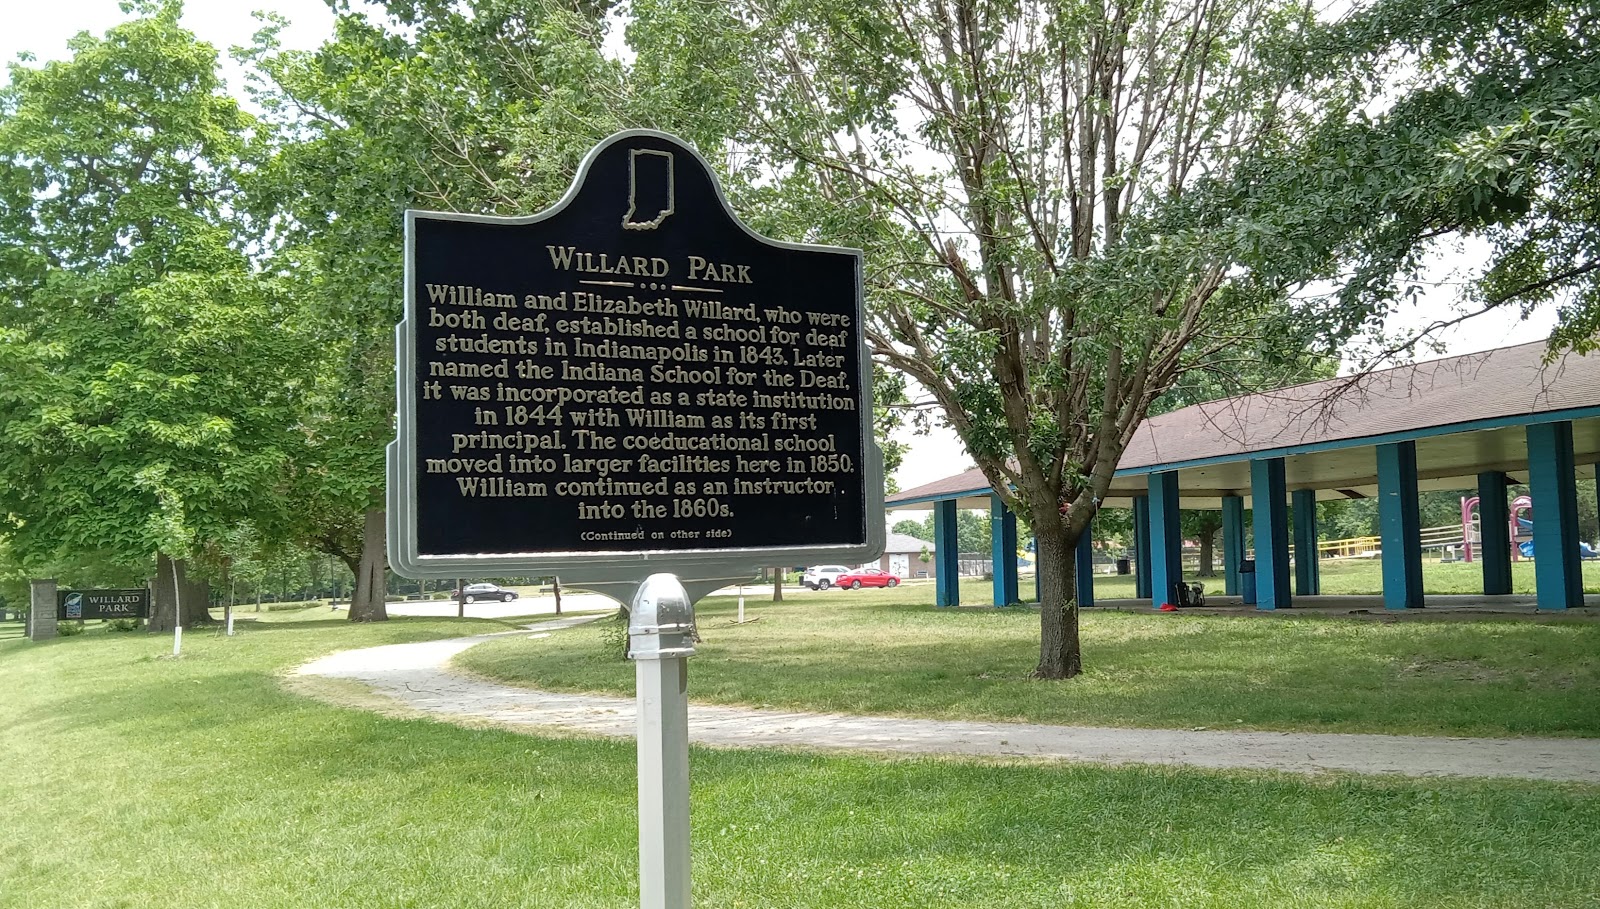 WILLARD PARK
William and Elizabeth Willard, who were
both deaf, established a school for deaf
students in Indianapolis in 1843. Later
named the Indiana School for the Deaf,
it was incorporated as a state institution
in 1844 with William as its first
principal. The coeducational school
moved into larger facilities here in 1850.
William continued as an instructor
into the 1860s.
(Continued on other side)
WILLARD
PARK